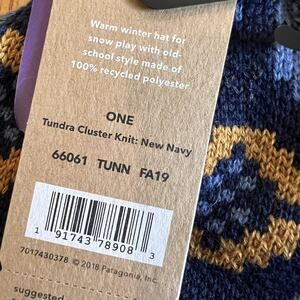 Warm winter hat for
snow play with old-
school style made of
100% recycled polyester
ONE
Tundra Cluster Knit: New Navy
66061 TUNN FA19
1 91743 78908 3
7017430378 © 2018 Patagonia, Inc.
suggested